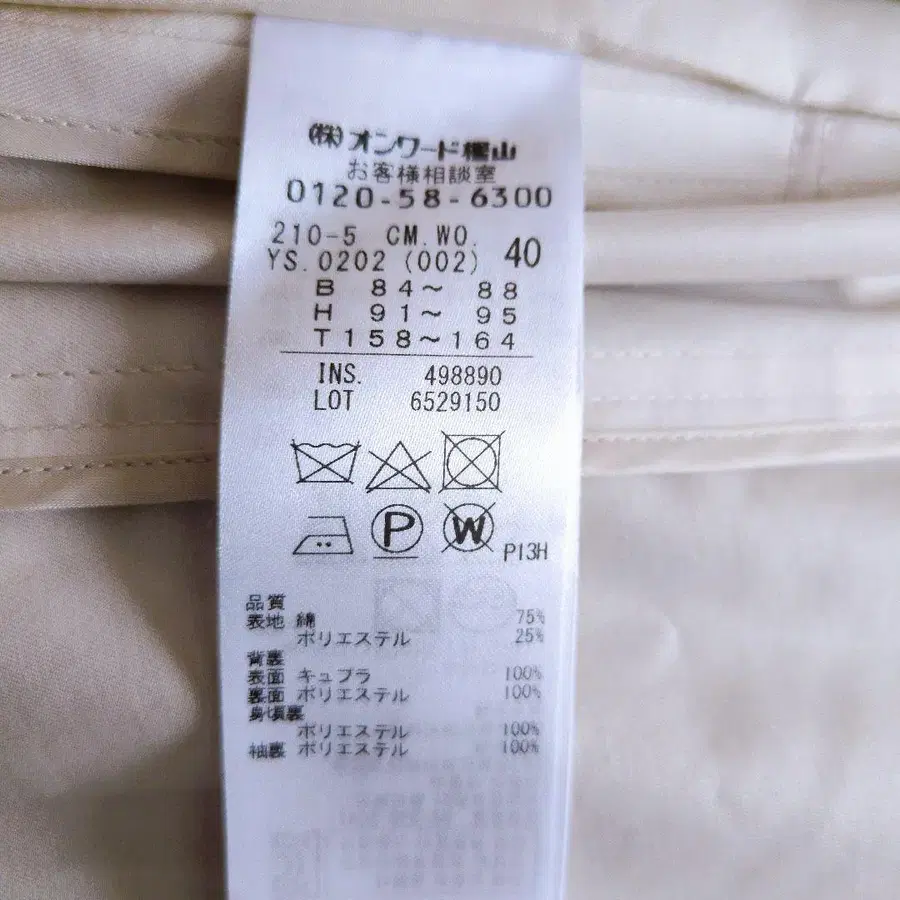 ㈱オンワード樫山
お客様相談室
0120-58-6300
210-5 CM.WO.
YS.0202 (002) 40
B 84～ 88
H 91～ 95
T158～164
INS. 498890
LOT 6529150
P W P13H
品質
表地 綿 75%
ポリエステル 25%
背裏
表面 キュプラ 100%
裏面 ポリエステル 100%
身頃裏
ポリエステル 100%
袖裏 ポリエステル 100%